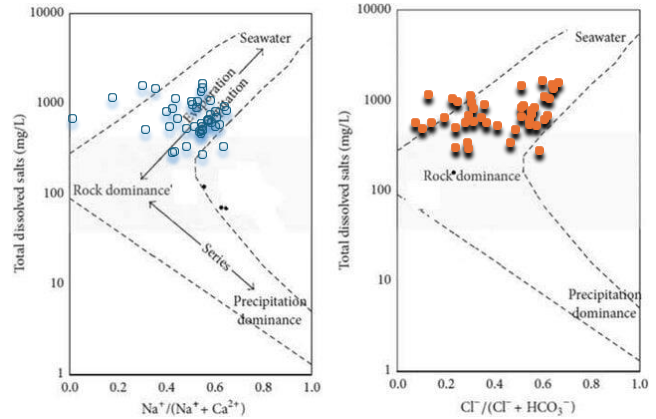 Total dissolved salts (mg/L)
10000
1000
100
10
1
Seawater
Evaporation
Rock dominance
Series
Precipitation
dominance
0.0 0.2 0.4 0.6 0.8 1.0
Na⁺/(Na⁺ + Ca²⁺)
Total dissolved salts (mg/L)
10000
1000
100
10
1
Seawater
Rock dominance
Precipitation
dominance
0.0 0.2 0.4 0.6 0.8 1.0
Cl⁻/(Cl⁻ + HCO₃⁻)